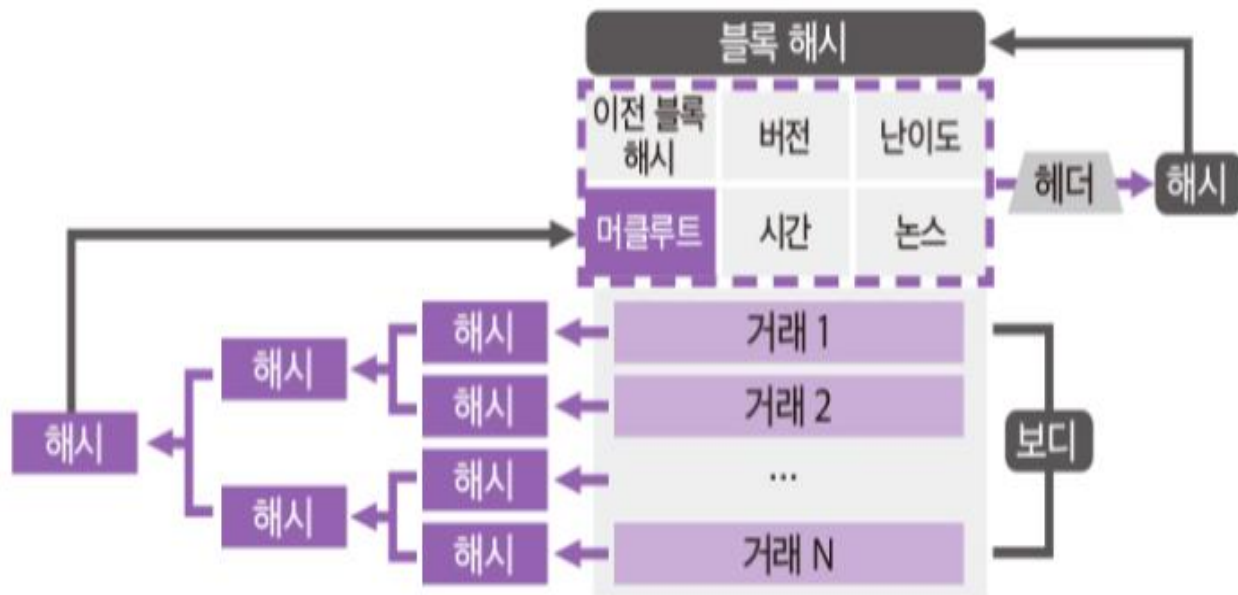 블록 해시
이전 블록
해시
버전
난이도
헤더
해시
머클루트
시간
논스
해시
거래 1
해시
해시
거래 2
보디
해시
해시
...
해시
해시
거래 N